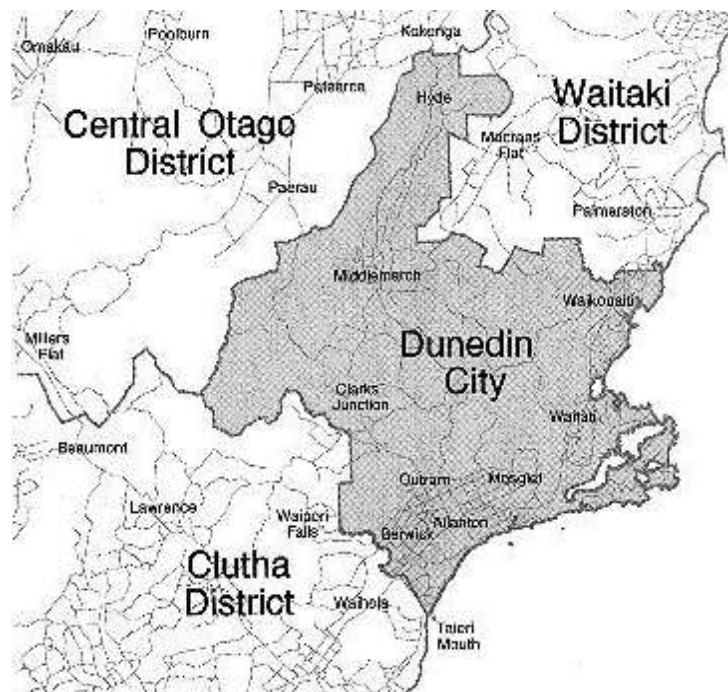 Kokonga
Omakau
Poolburn
Patearoa
Hyde
Waitaki
District
Central Otago
District
Macraes
Flat
Paerau
Palmerston
Middlemarch
Waikouaiti
Millers
Flat
Dunedin
City
Clarks
Junction
Waitati
Beaumont
Outram
Mosgiel
Lawrence
Waipori
Falls
Berwick
Allanton
Clutha
District
Waihola
Taieri
Mouth